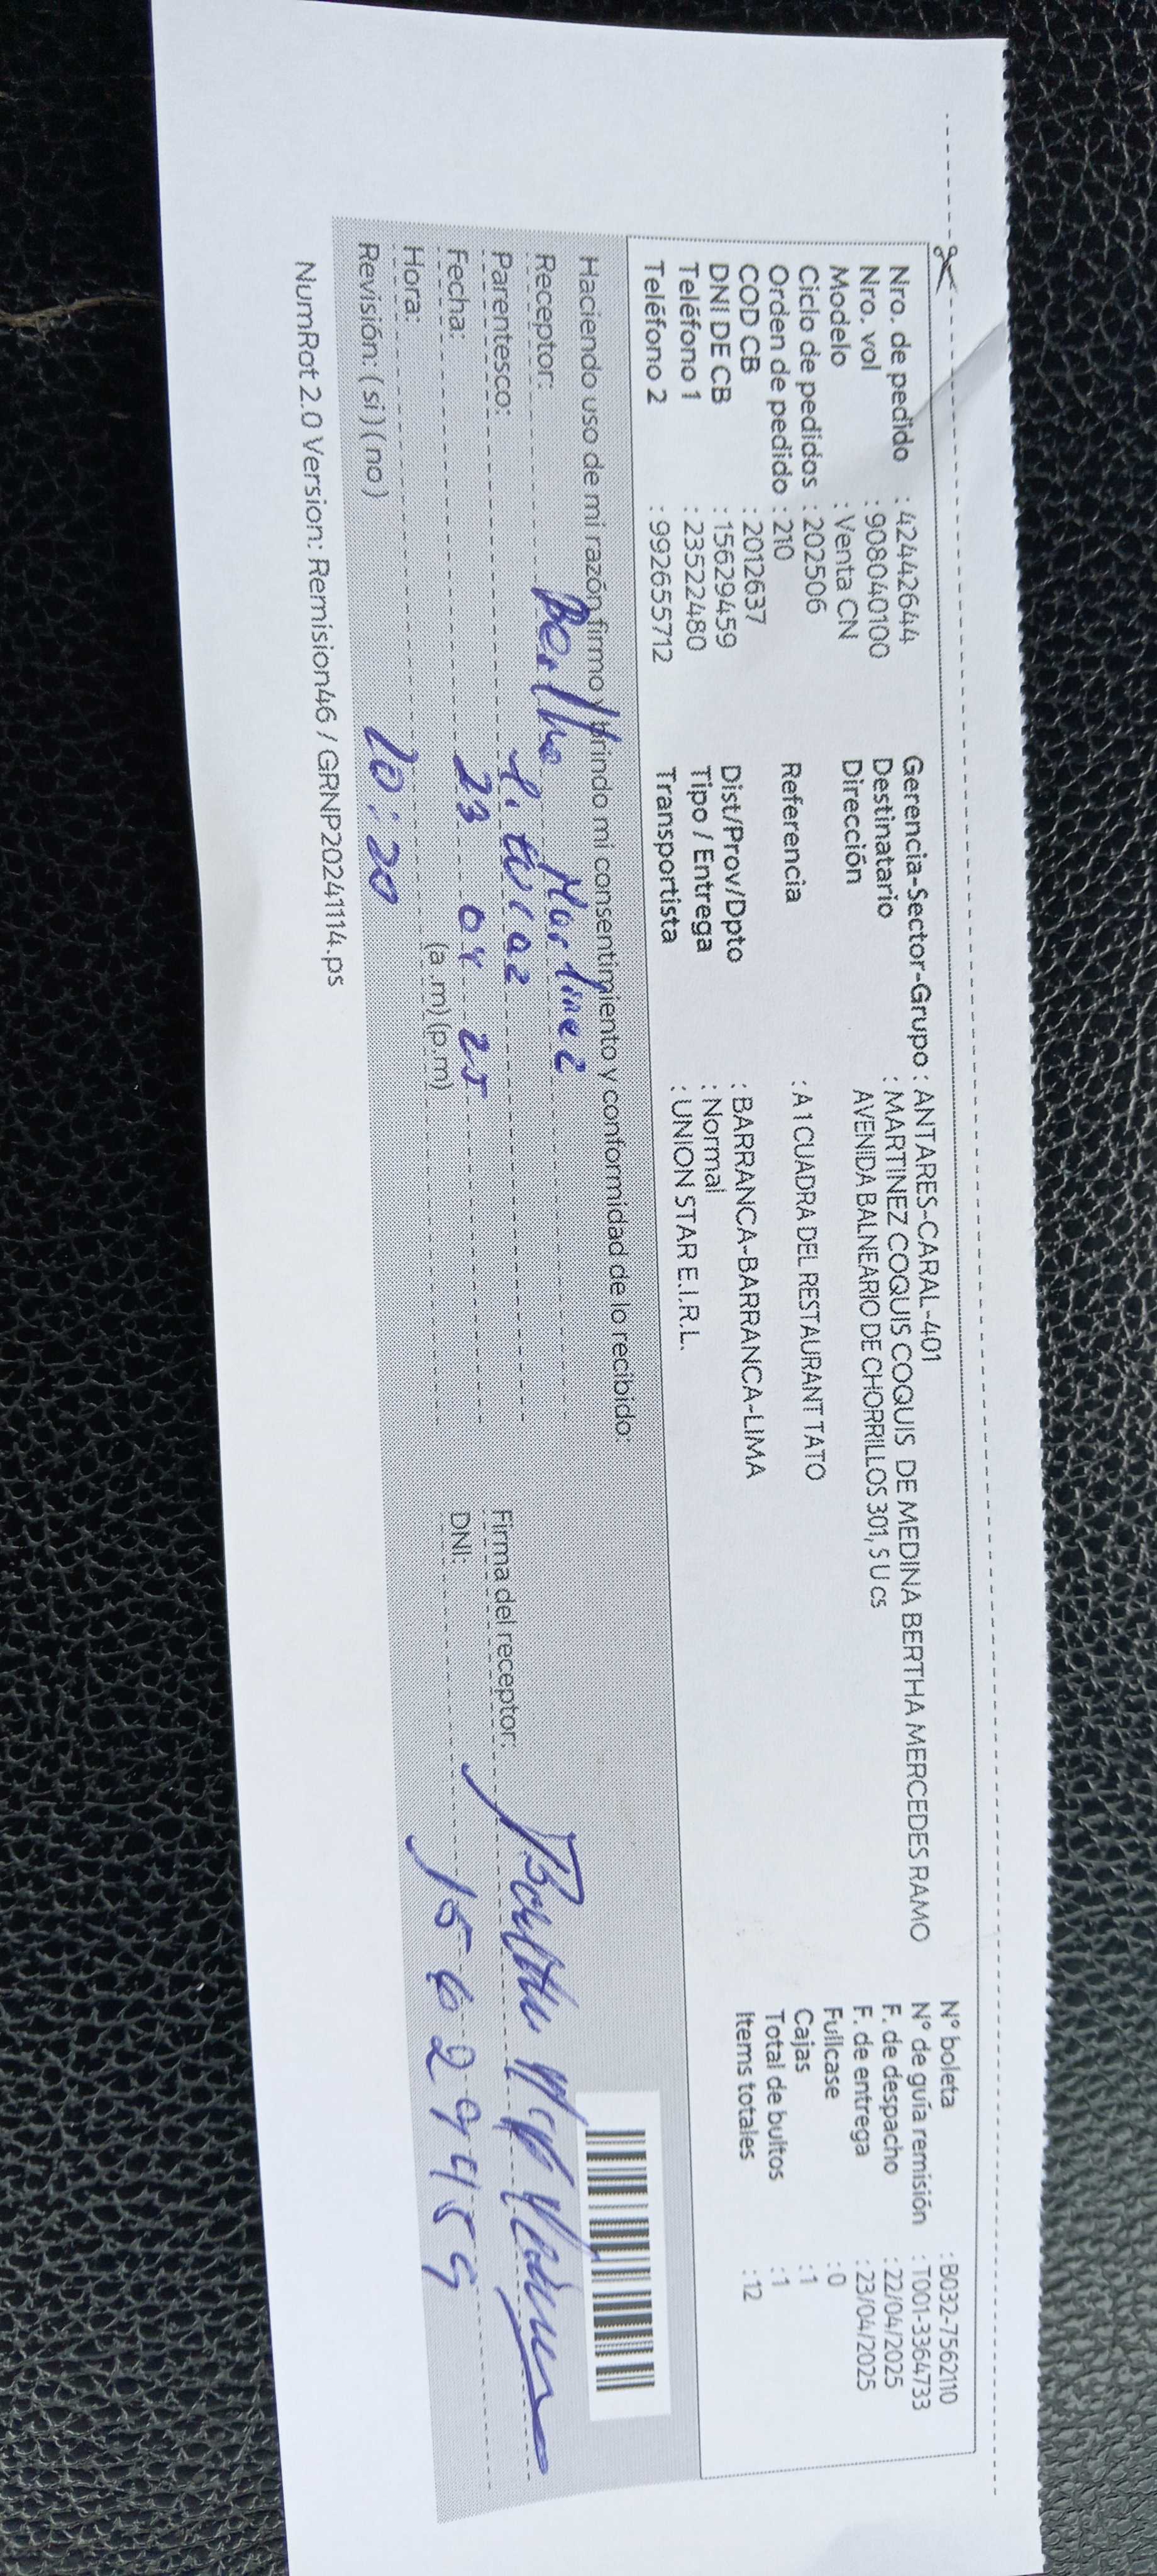 Nro. de pedido : 42442644
Nro. vol : 908040100
Modelo : Venta CN
Ciclo de pedidos : 202506
Orden de pedido : 210
COD CB : 2012637
DNI DE CB : 15629459
Teléfono 1 : 23522480
Teléfono 2 : 992655712
Gerencia-Sector-Grupo : ANTARES-CARAL-401
Destinatario : MARTINEZ COQUIS COQUIS DE MEDINA BERTHA MERCEDES RAMO
Dirección AVENIDA BALNEARIO DE CHORRILLOS 301, S U cs
Referencia : A 1 CUADRA DEL RESTAURANT TATO
Dist/Prov/Dpto : BARRANCA-BARRANCA-LIMA
Tipo / Entrega : Normal
Transportista : UNION STAR E.I.R.L.
N° boleta : B032-7562110
N° de guía remisión : T001-3364733
F. de despacho : 22/04/2025
F. de entrega : 23/04/2025
Fullcase : 0
Cajas : 1
Total de bultos : 1
Items totales : 12
Haciendo uso de mi razón firmo y brindo mi consentimiento y conformidad de lo recibido:
Receptor: Bertha Martinez
Parentesco:
Fecha: 23 04 25
Hora: 10:20 (a.m) (p.m)
Revisión: (si) (no)
Firma del receptor: Bertha
DNI: 15629459
NumRot 2.0 Version: Remision46 / GRNP20241114.ps